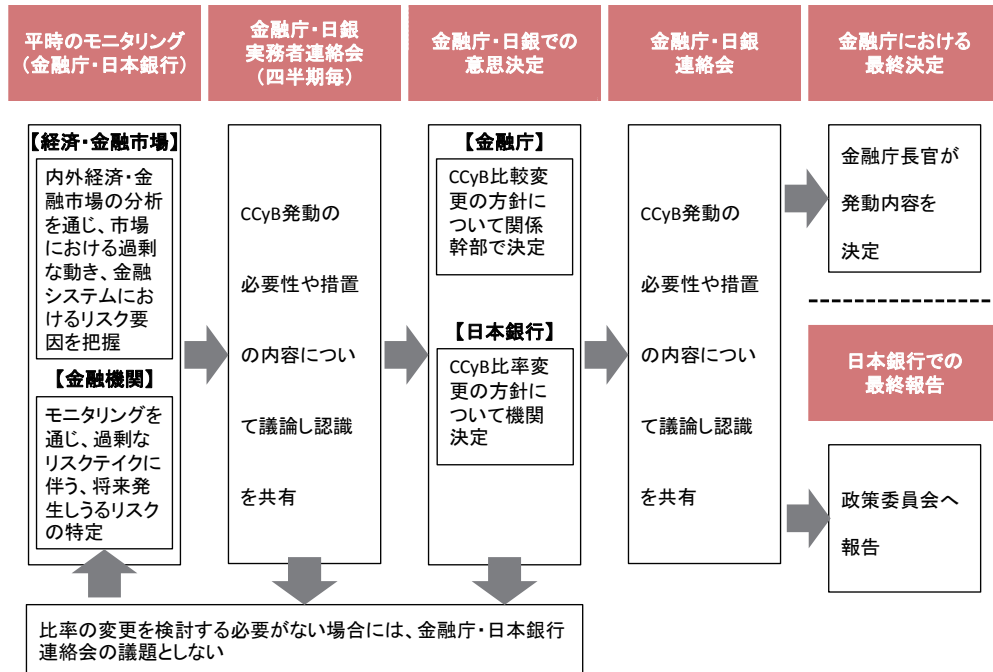 平時のモニタリング
(金融庁・日本銀行)
金融庁・日銀
実務者連絡会
(四半期毎)
金融庁・日銀での
意思決定
金融庁・日銀
連絡会
金融庁における
最終決定
【経済・金融市場】
内外経済・金
融市場の分析
を通じ、市場
における過剰
な動き、金融
システムにお
けるリスク要
因を把握
【金融機関】
モニタリングを
通じ、過剰な
リスクテイクに
伴う、将来発
生しうるリスク
の特定
CCyB発動の
必要性や措置
の内容につい
て議論し認識
を共有
【金融庁】
CCyB比較変
更の方針に
ついて関係
幹部で決定
【日本銀行】
CCyB比率変
更の方針に
ついて機関
決定
CCyB発動の
必要性や措置
の内容につい
て議論し認識
を共有
金融庁長官が
発動内容を
決定
日本銀行での
最終報告
政策委員会へ
報告
比率の変更を検討する必要がない場合には、金融庁・日本銀行
連絡会の議題としない